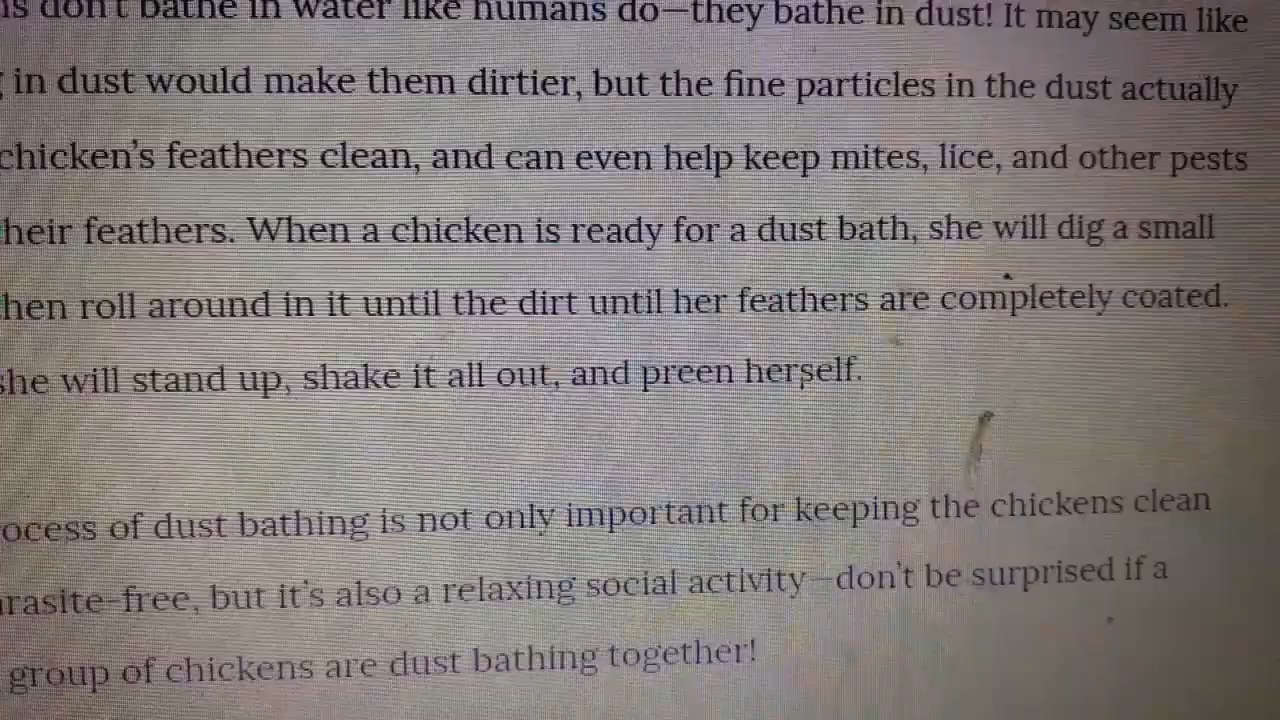 don't bathe in water like humans do—they bathe in dust! It may seem like
in dust would make them dirtier, but the fine particles in the dust actually
chicken's feathers clean, and can even help keep mites, lice, and other pests
heir feathers. When a chicken is ready for a dust bath, she will dig a small
hen roll around in it until the dirt until her feathers are completely coated.
she will stand up, shake it all out, and preen herself.
ocess of dust bathing is not only important for keeping the chickens clean
rasite-free, but it's also a relaxing social activity—don't be surprised if a
group of chickens are dust bathing together!